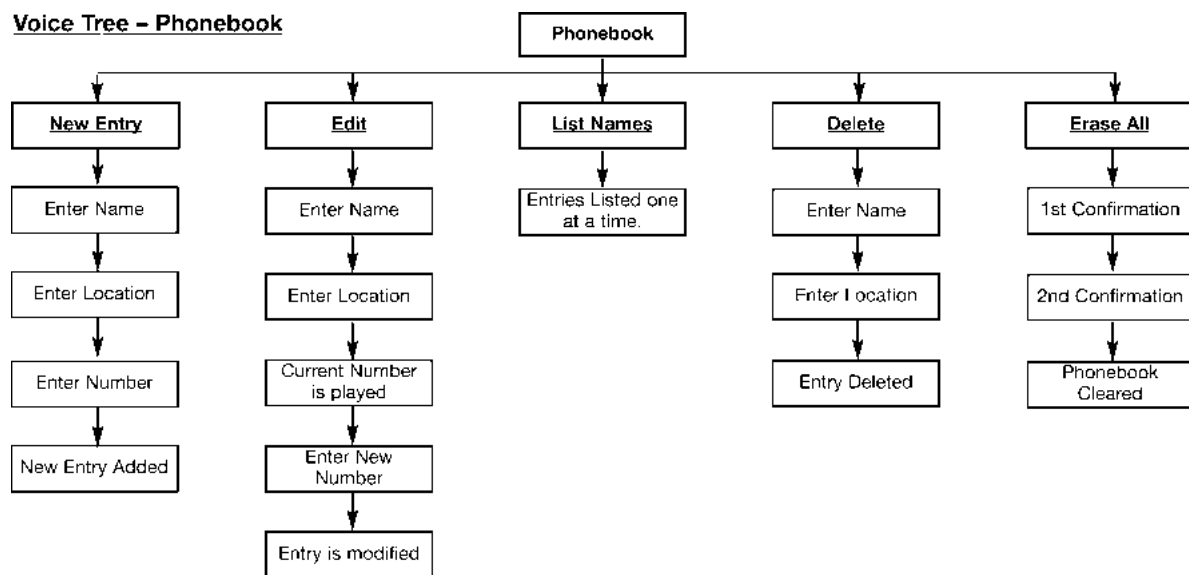 Voice Tree – Phonebook
Phonebook
New Entry
Edit
List Names
Delete
Erase All
Enter Name
Enter Name
Entries Listed one
at a time.
Enter Name
1st Confirmation
Enter Location
Enter Location
Enter Location
2nd Confirmation
Enter Number
Current Number
is played
Entry Deleted
Phonebook
Cleared
New Entry Added
Enter New
Number
Entry is modified